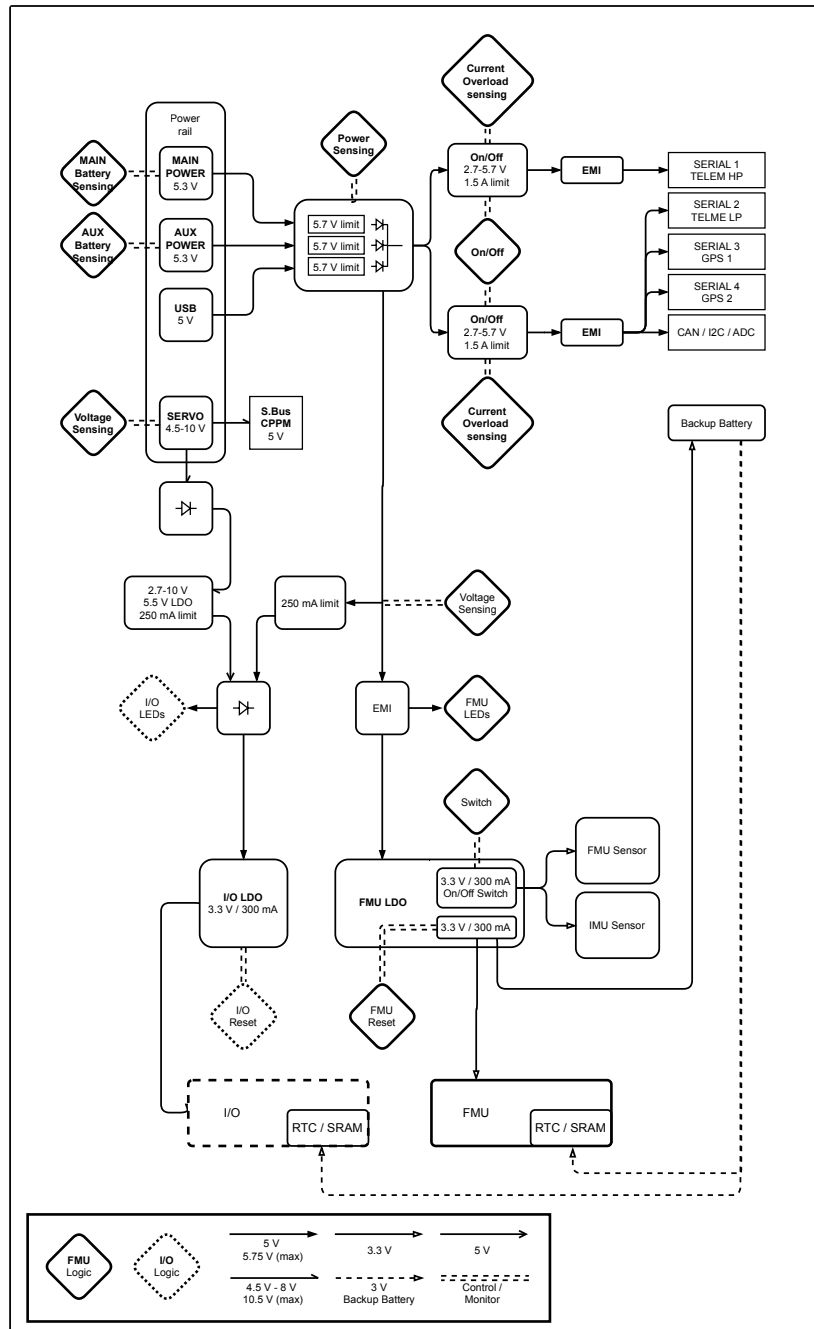 Current
Overload
sensing
Power
rail
Power
Sensing
MAIN
Battery
Sensing
MAIN
POWER
5.3 V
On/Off
2.7-5.7 V
1.5 A limit
EMI
SERIAL 1
TELEM HP
SERIAL 2
TELME LP
AUX
Battery
Sensing
AUX
POWER
5.3 V
5.7 V limit
5.7 V limit
5.7 V limit
On/Off
SERIAL 3
GPS 1
SERIAL 4
GPS 2
USB
5 V
On/Off
2.7-5.7 V
1.5 A limit
EMI
CAN / I2C / ADC
Voltage
Sensing
SERVO
4.5-10 V
S.Bus
CPPM
5 V
Current
Overload
sensing
Backup Battery
2.7-10 V
5.5 V LDO
250 mA limit
250 mA limit
Voltage
Sensing
I/O
LEDs
EMI
FMU
LEDs
Switch
I/O LDO
3.3 V / 300 mA
FMU LDO
3.3 V / 300 mA
On/Off Switch
3.3 V / 300 mA
FMU Sensor
IMU Sensor
I/O
Reset
FMU
Reset
I/O
RTC / SRAM
FMU
RTC / SRAM
FMU
Logic
I/O
Logic
5 V
5.75 V (max)
3.3 V
5 V
4.5 V - 8 V
10.5 V (max)
3 V
Backup Battery
Control /
Monitor